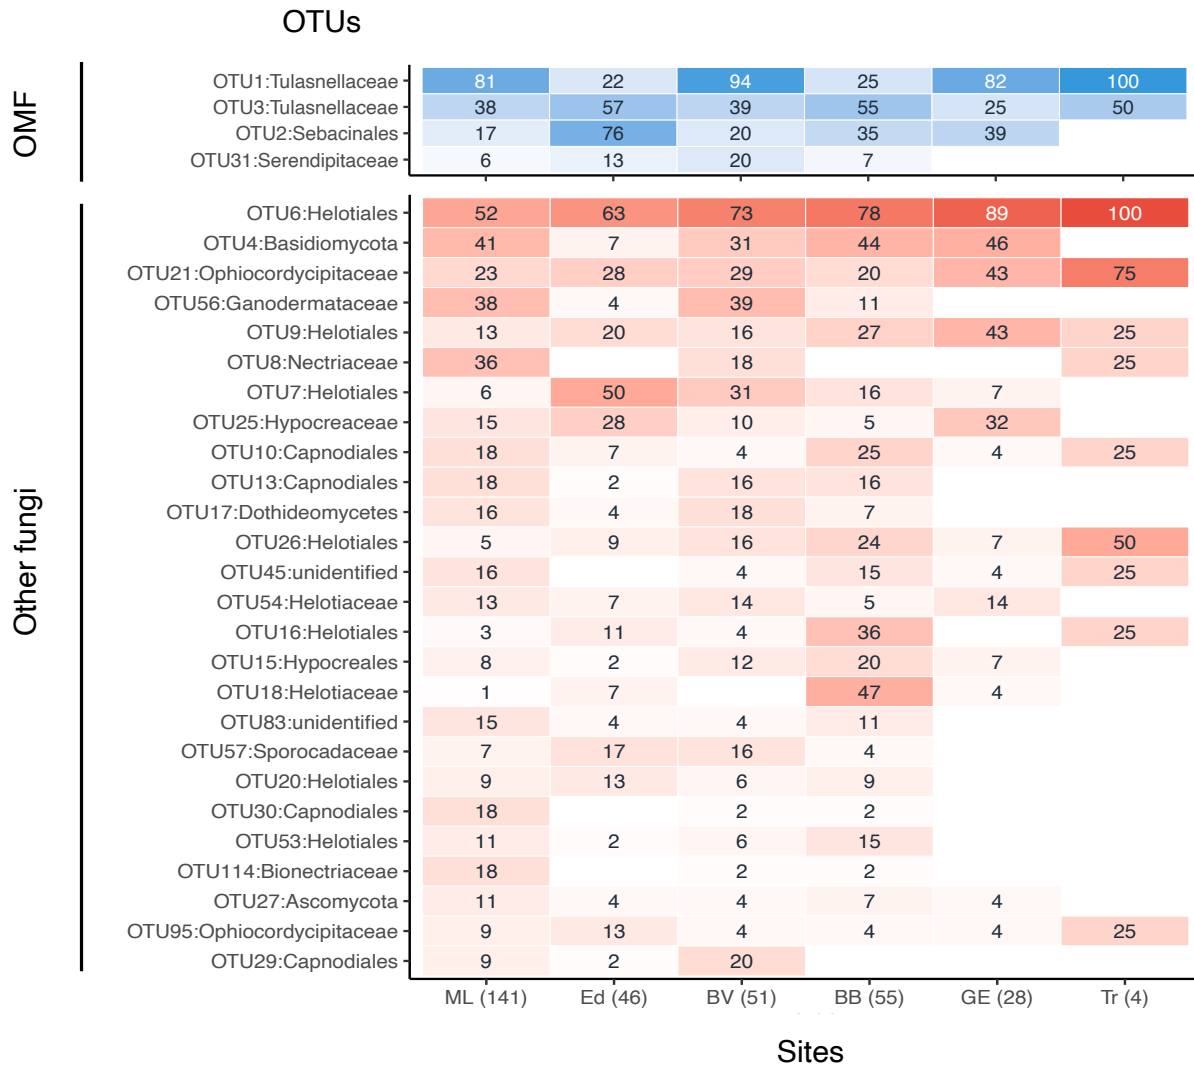 OTUs
OMF
OTU1:Tulasnellaceae 81 22 94 25 82 100
OTU3:Tulasnellaceae 38 57 39 55 25 50
OTU2:Sebacinales 17 76 20 35 39
OTU31:Serendipitaceae 6 13 20 7
Other fungi
OTU6:Helotiales 52 63 73 78 89 100
OTU4:Basidiomycota 41 7 31 44 46
OTU21:Ophiocordycipitaceae 23 28 29 20 43 75
OTU56:Ganodermataceae 38 4 39 11
OTU9:Helotiales 13 20 16 27 43 25
OTU8:Nectriaceae 36 18 25
OTU7:Helotiales 6 50 31 16 7
OTU25:Hypocreaceae 15 28 10 5 32
OTU10:Capnodiales 18 7 4 25 4 25
OTU13:Capnodiales 18 2 16 16
OTU17:Dothideomycetes 16 4 18 7
OTU26:Helotiales 5 9 16 24 7 50
OTU45:unidentified 16 4 15 4 25
OTU54:Helotiaceae 13 7 14 5 14
OTU16:Helotiales 3 11 4 36 25
OTU15:Hypocreales 8 2 12 20 7
OTU18:Helotiaceae 1 7 47 4
OTU83:unidentified 15 4 4 11
OTU57:Sporocadaceae 7 17 16 4
OTU20:Helotiales 9 13 6 9
OTU30:Capnodiales 18 2 2
OTU53:Helotiales 11 2 6 15
OTU114:Bionectriaceae 18 2 2
OTU27:Ascomycota 11 4 4 7 4
OTU95:Ophiocordycipitaceae 9 13 4 4 4 25
OTU29:Capnodiales 9 2 20
ML (141) Ed (46) BV (51) BB (55) GE (28) Tr (4)
Sites